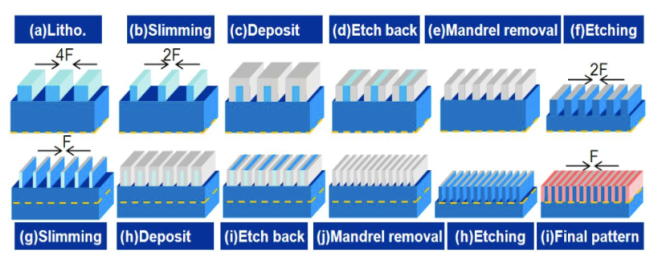 (a)Litho.
(b)Slimming
(c)Deposit
(d)Etch back
(e)Mandrel removal
(f)Etching
4F
2F
2F
F
F
(g)Slimming
(h)Deposit
(i)Etch back
(j)Mandrel removal
(h)Etching
(i)Final pattern